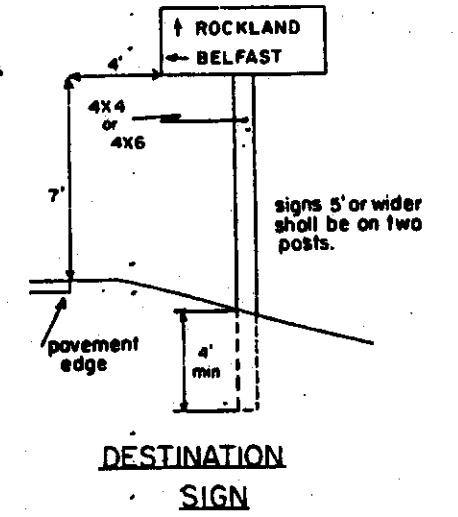 ↑ ROCKLAND
← BELFAST
4'
4X4
or
4X6
7'
signs 5' or wider
shall be on two
posts.
pavement
edge
4'
min
DESTINATION
SIGN